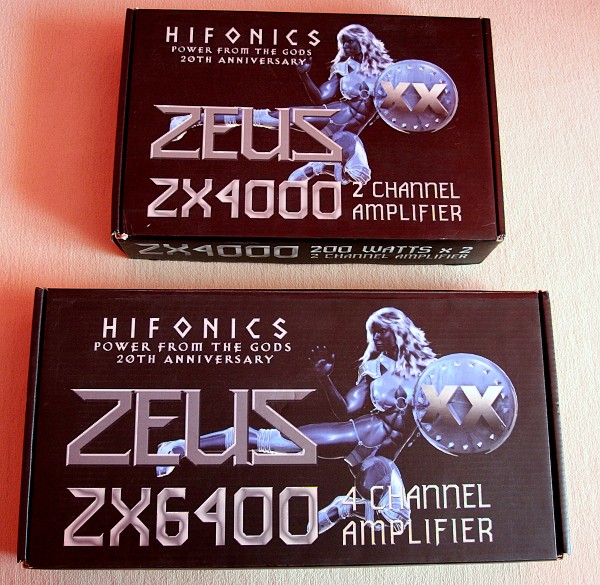 HIFONICS
POWER FROM THE GODS
20TH ANNIVERSARY
XX
ZEUS
ZX4000 2 CHANNEL
AMPLIFIER
ZX4000 200 WATTS x 2
2 CHANNEL AMPLIFIER
HIFONICS
POWER FROM THE GODS
20TH ANNIVERSARY
XX
ZEUS
ZX6400 4 CHANNEL
AMPLIFIER